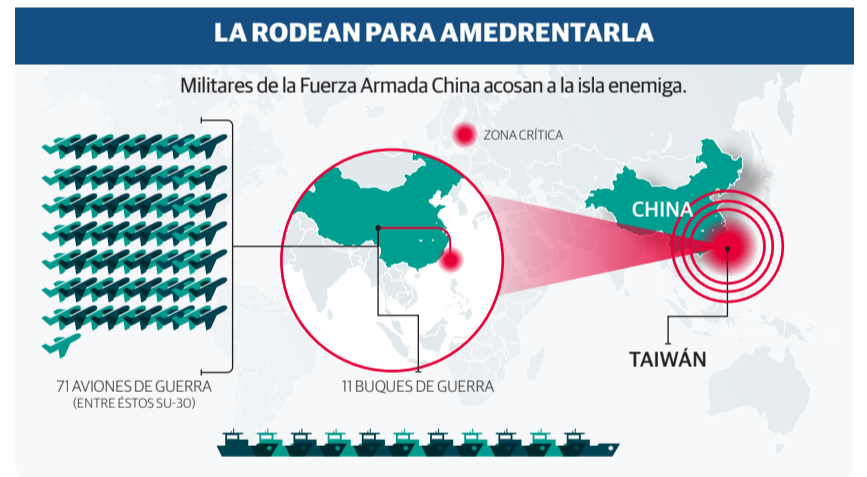 LA RODEAN PARA AMEDRENTARLA
Militares de la Fuerza Armada China acosan a la isla enemiga.
ZONA CRÍTICA
CHINA
TAIWÁN
71 AVIONES DE GUERRA
(ENTRE ÉSTOS SU-30)
11 BUQUES DE GUERRA